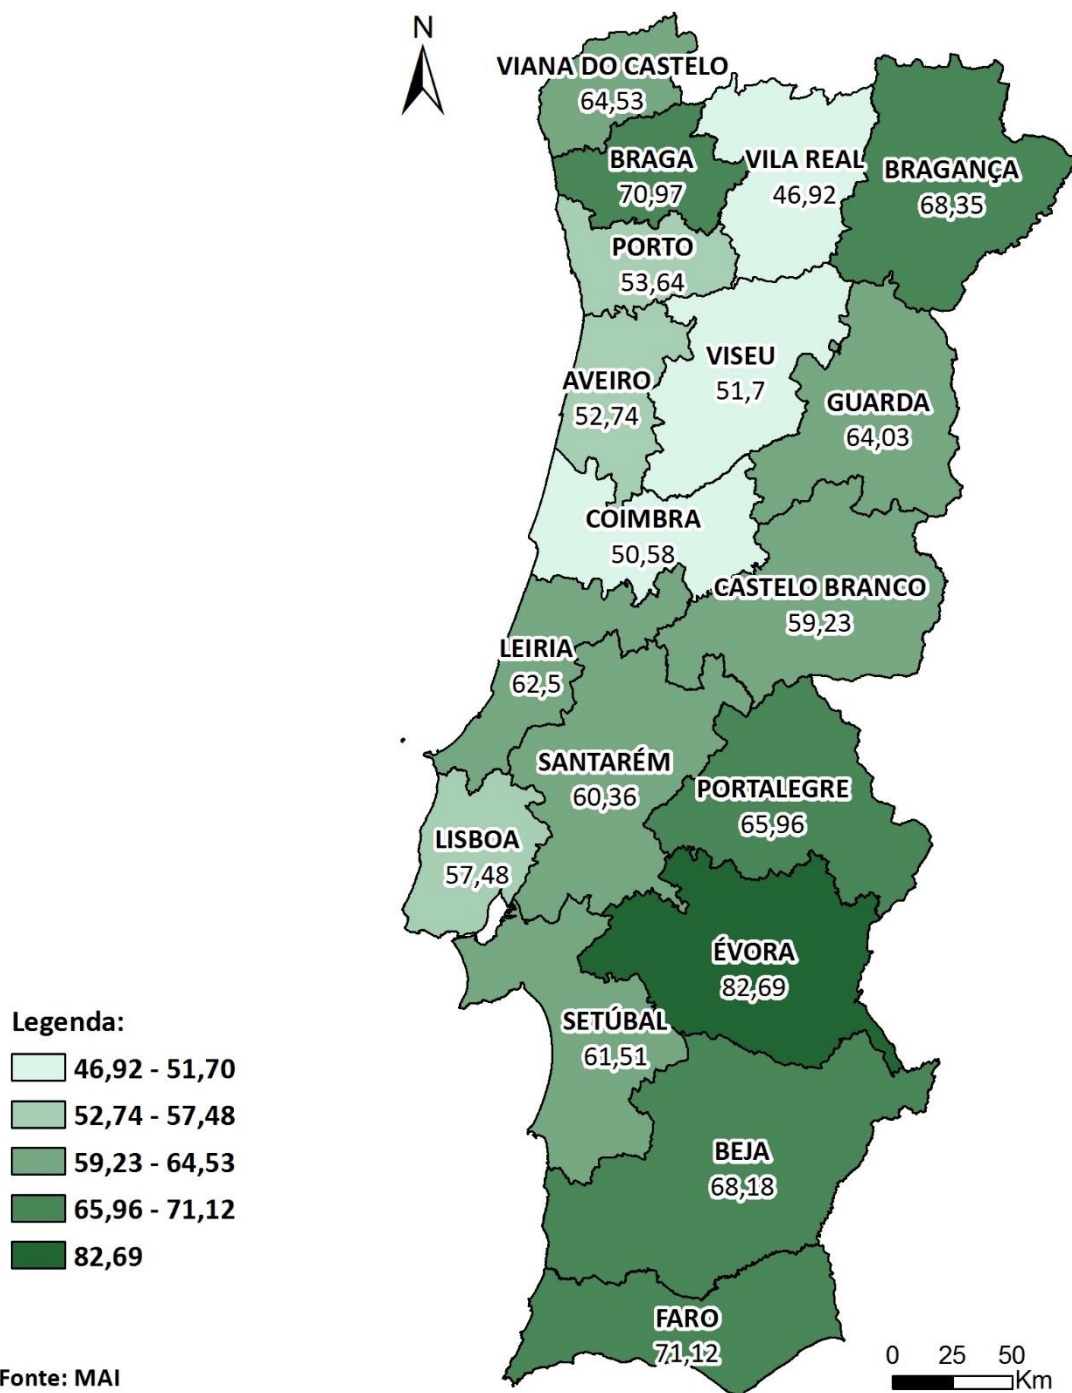 N
VIANA DO CASTELO
64,53
BRAGA
70,97
VILA REAL
46,92
BRAGANÇA
68,35
PORTO
53,64
VISEU
51,7
AVEIRO
52,74
GUARDA
64,03
COIMBRA
50,58
CASTELO BRANCO
59,23
LEIRIA
62,5
SANTARÉM
60,36
PORTALEGRE
65,96
LISBOA
57,48
ÉVORA
82,69
SETÚBAL
61,51
BEJA
68,18
FARO
71,12
Legenda:
46,92 - 51,70
52,74 - 57,48
59,23 - 64,53
65,96 - 71,12
82,69
Fonte: MAI
0 25 50
Km